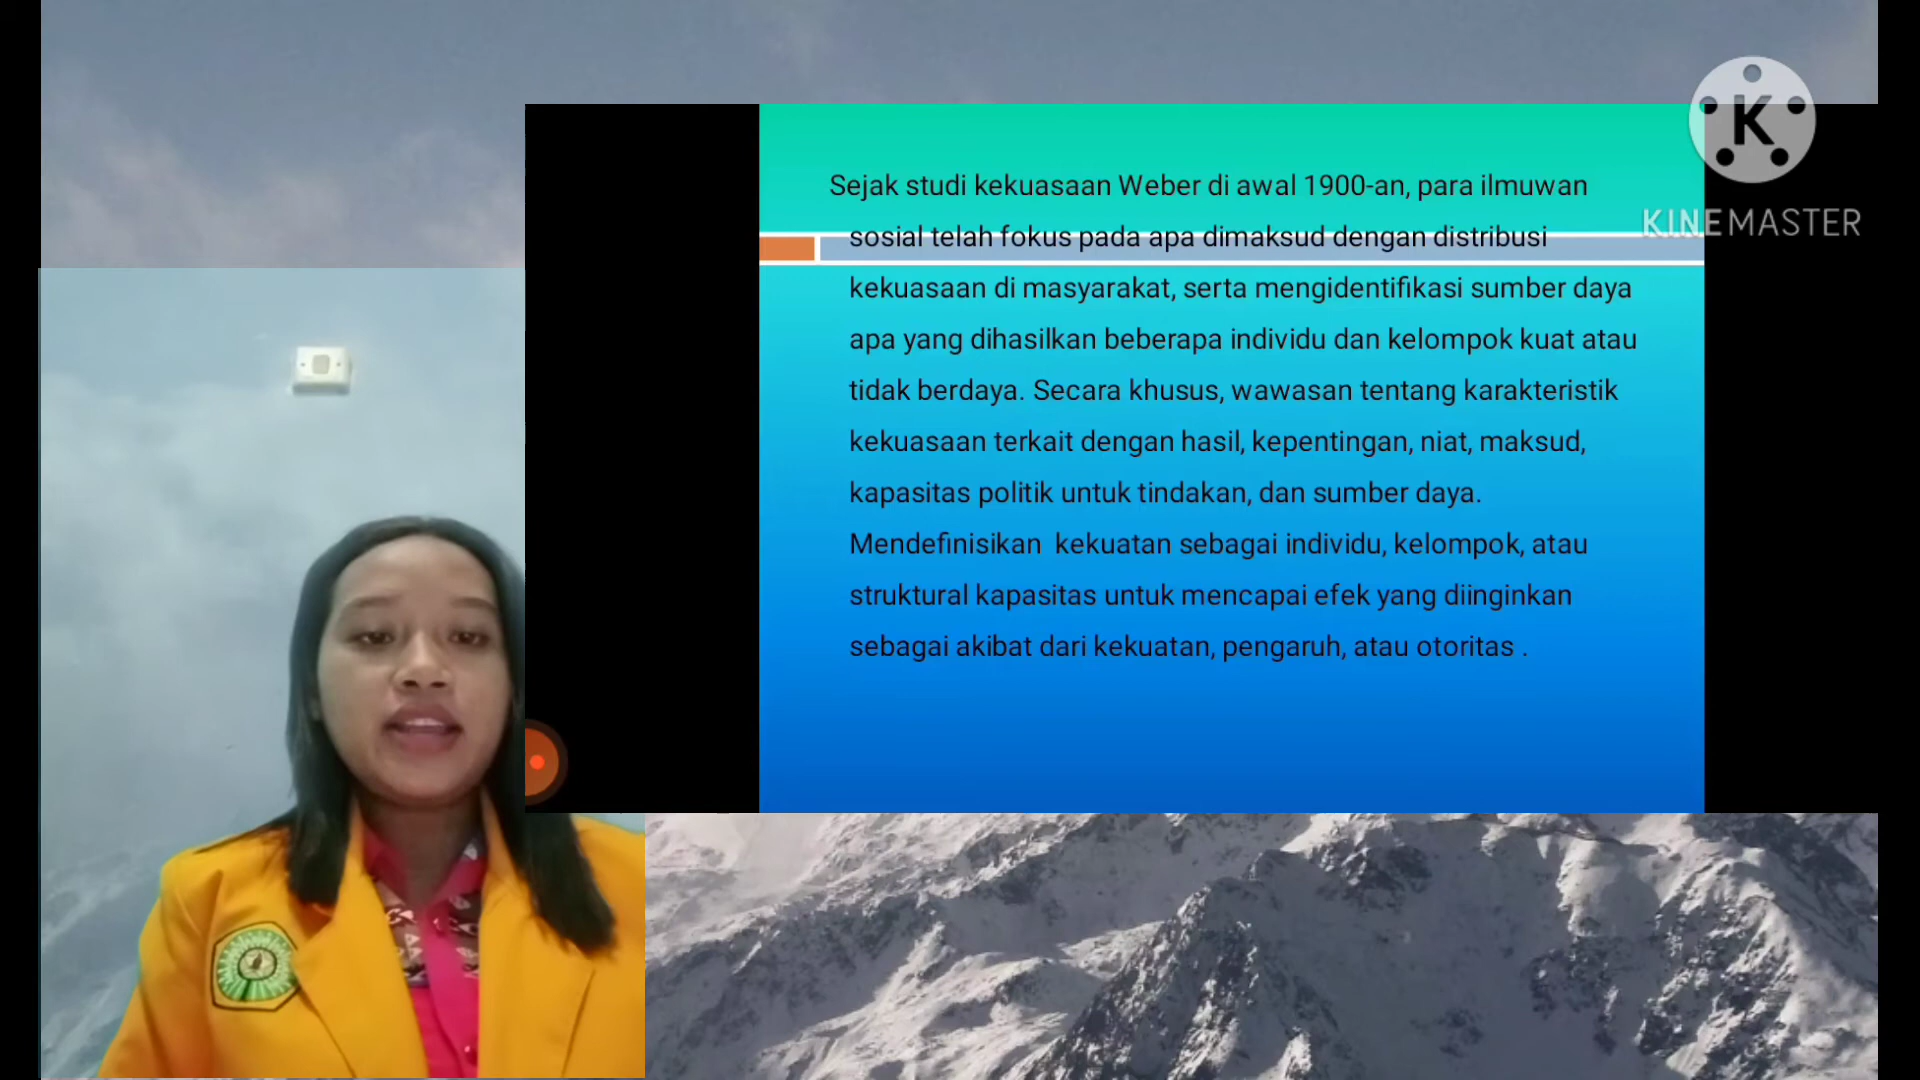 Sejak studi kekuasaan Weber di awal 1900-an, para ilmuwan
sosial telah fokus pada apa dimaksud dengan distribusi
kekuasaan di masyarakat, serta mengidentifikasi sumber daya
apa yang dihasilkan beberapa individu dan kelompok kuat atau
tidak berdaya. Secara khusus, wawasan tentang karakteristik
kekuasaan terkait dengan hasil, kepentingan, niat, maksud,
kapasitas politik untuk tindakan, dan sumber daya.
Mendefinisikan  kekuatan sebagai individu, kelompok, atau
struktural kapasitas untuk mencapai efek yang diinginkan
sebagai akibat dari kekuatan, pengaruh, atau otoritas .
K
KINEMASTER